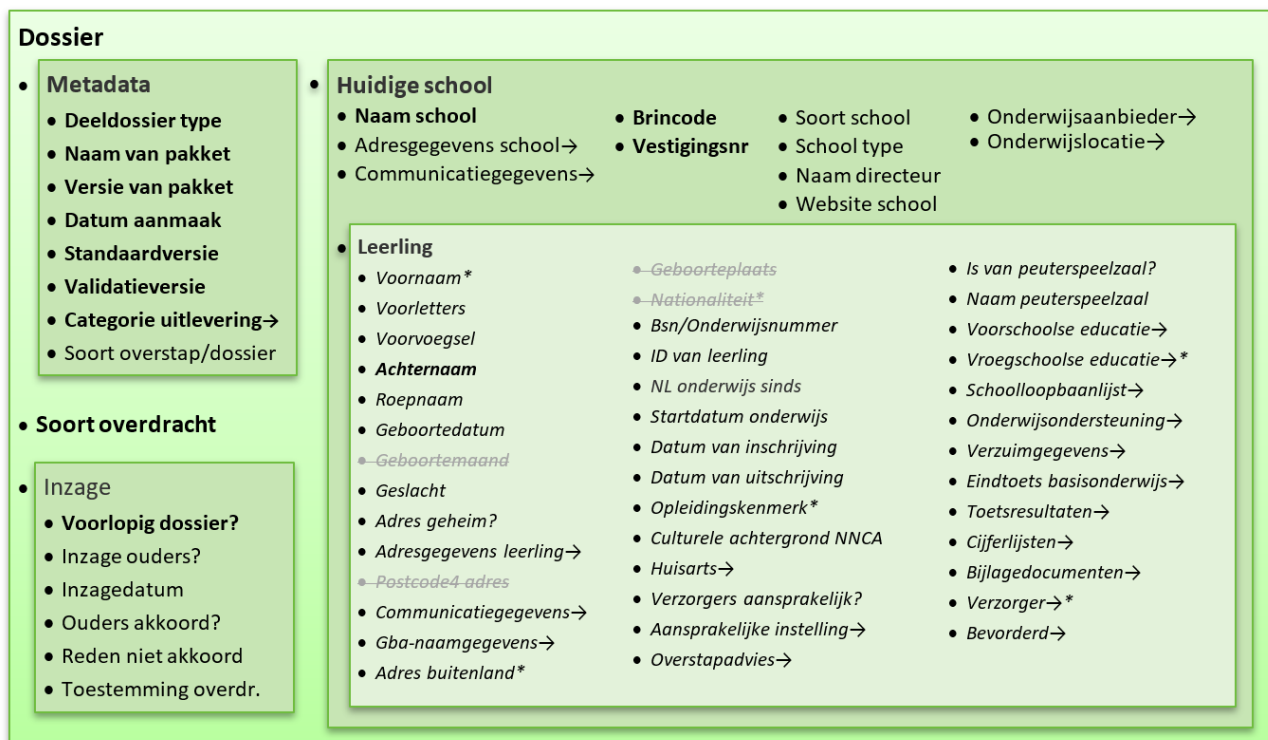 Dossier
• Metadata
• Deeldossier type
• Naam van pakket
• Versie van pakket
• Datum aanmaak
• Standaardversie
• Validatieversie
• Categorie uitlevering→
• Soort overstap/dossier
• Soort overdracht
• Inzage
• Voorlopig dossier?
• Inzage ouders?
• Inzagedatum
• Ouders akkoord?
• Reden niet akkoord
• Toestemming overdr.
• Huidige school
• Naam school
• Adresgegevens school→
• Communicatiegegevens→
• Brincode
• Vestigingsnr
• Soort school
• School type
• Naam directeur
• Website school
• Onderwijsaanbieder→
• Onderwijslocatie→
• Leerling
• Voornaam*
• Voorletters
• Voorvoegsel
• Achternaam
• Roepnaam
• Geboortedatum
• Geboortemaand
• Geslacht
• Adres geheim?
• Adresgegevens leerling→
• Postcode4 adres
• Communicatiegegevens→
• Gba-naamgegevens→
• Adres buitenland*
• Geboorteplaats
• Nationaliteit*
• Bsn/Onderwijsnummer
• ID van leerling
• NL onderwijs sinds
• Startdatum onderwijs
• Datum van inschrijving
• Datum van uitschrijving
• Opleidingskenmerk*
• Culturele achtergrond NNCA
• Huisarts→
• Verzorgers aansprakelijk?
• Aansprakelijke instelling→
• Overstapadvies→
• Is van peuterspeelzaal?
• Naam peuterspeelzaal
• Voorschoolse educatie→
• Vroegschoolse educatie→*
• Schoolloopbaanlijst→
• Onderwijsondersteuning→
• Verzuimgegevens→
• Eindtoets basisonderwijs→
• Toetsresultaten→
• Cijferlijsten→
• Bijlagedocumenten→
• Verzorger→*
• Bevorderd→